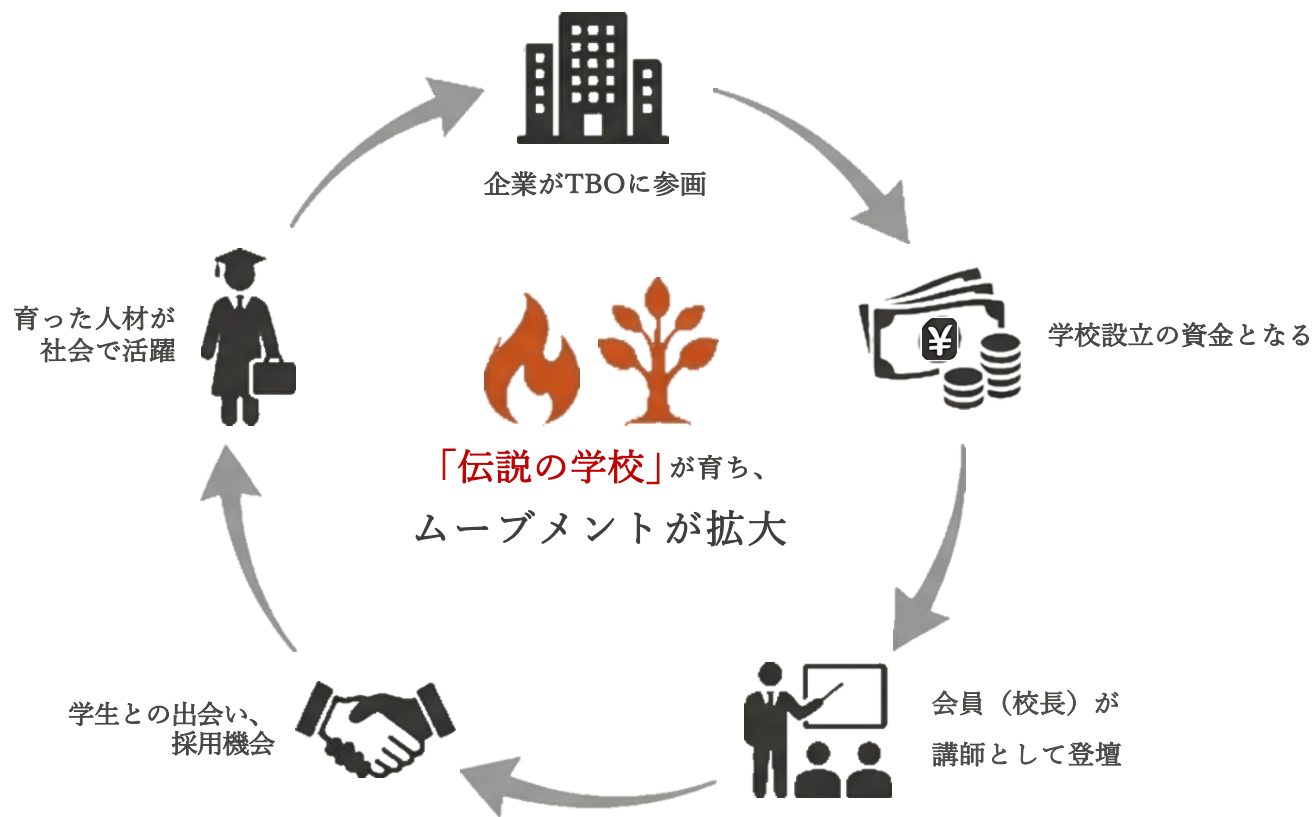 企業がTBOに参画
学校設立の資金となる
会員（校長）が
講師として登壇
学生との出会い、
採用機会
育った人材が
社会で活躍
「伝説の学校」が育ち、
ムーブメントが拡大
¥